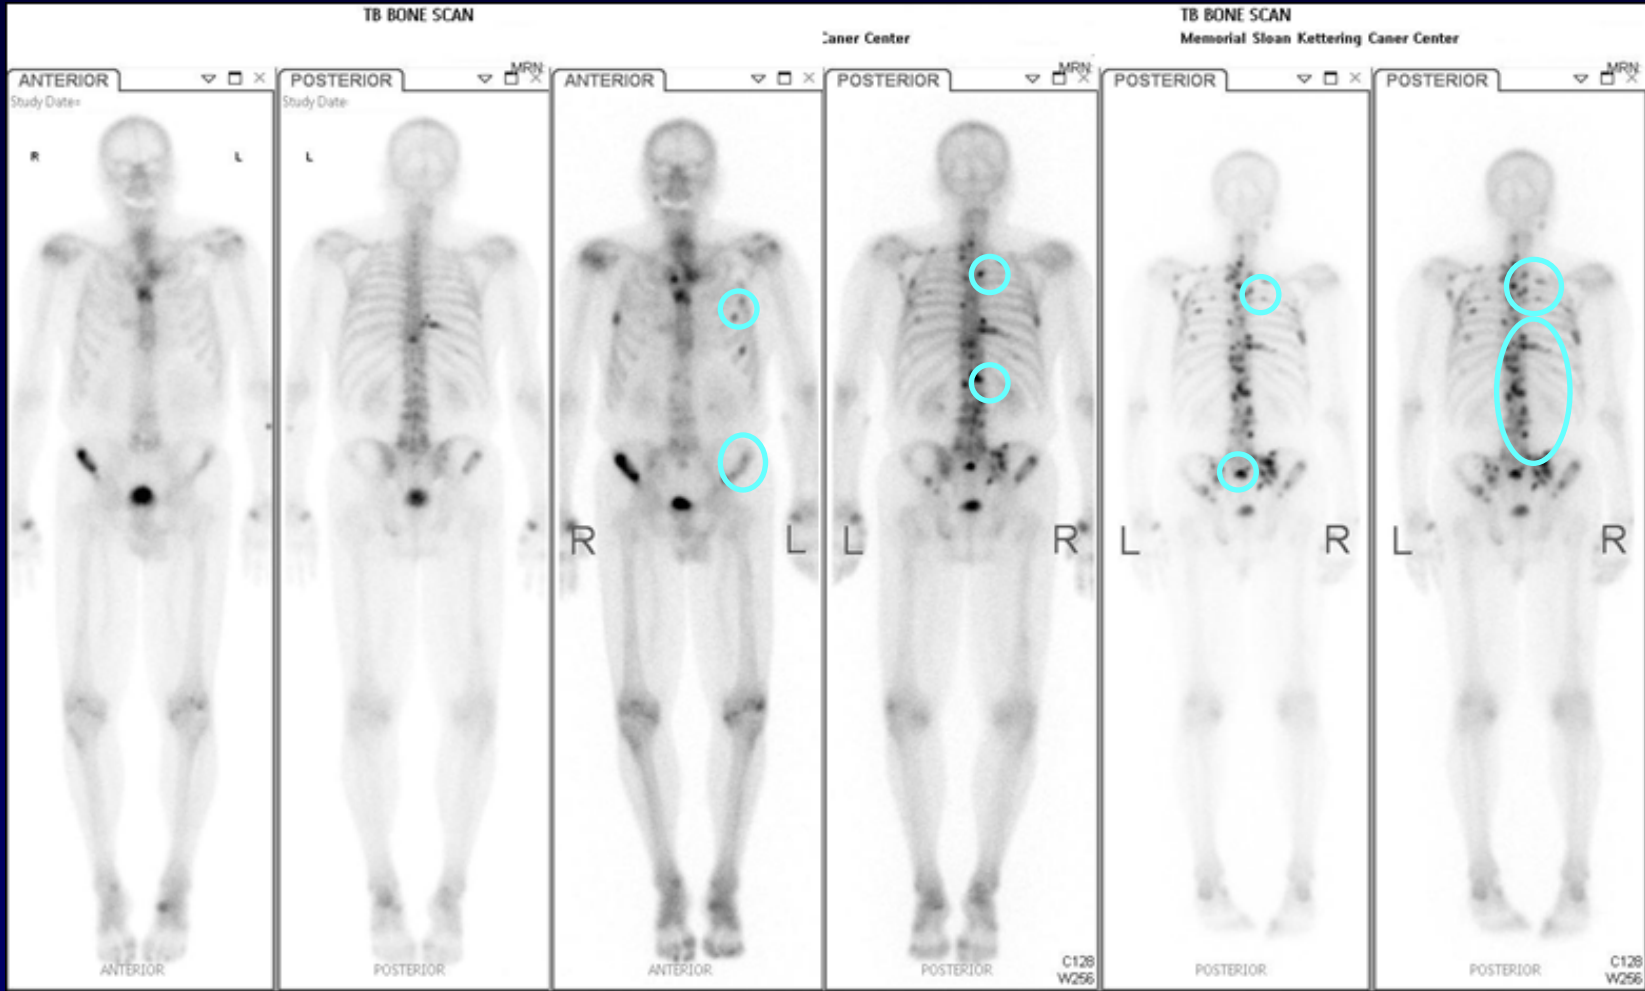 TB BONE SCAN
TB BONE SCAN
Caner Center
Memorial Sloan Kettering Caner Center
MRN:
MRN:
MRN:
ANTERIOR
POSTERIOR
ANTERIOR
POSTERIOR
POSTERIOR
POSTERIOR
Study Date=
Study Date
R
L
L
R
L
L
R
L
R
L
R
ANTERIOR
POSTERIOR
ANTERIOR
POSTERIOR
C128
W256
POSTERIOR
POSTERIOR
C128
W256